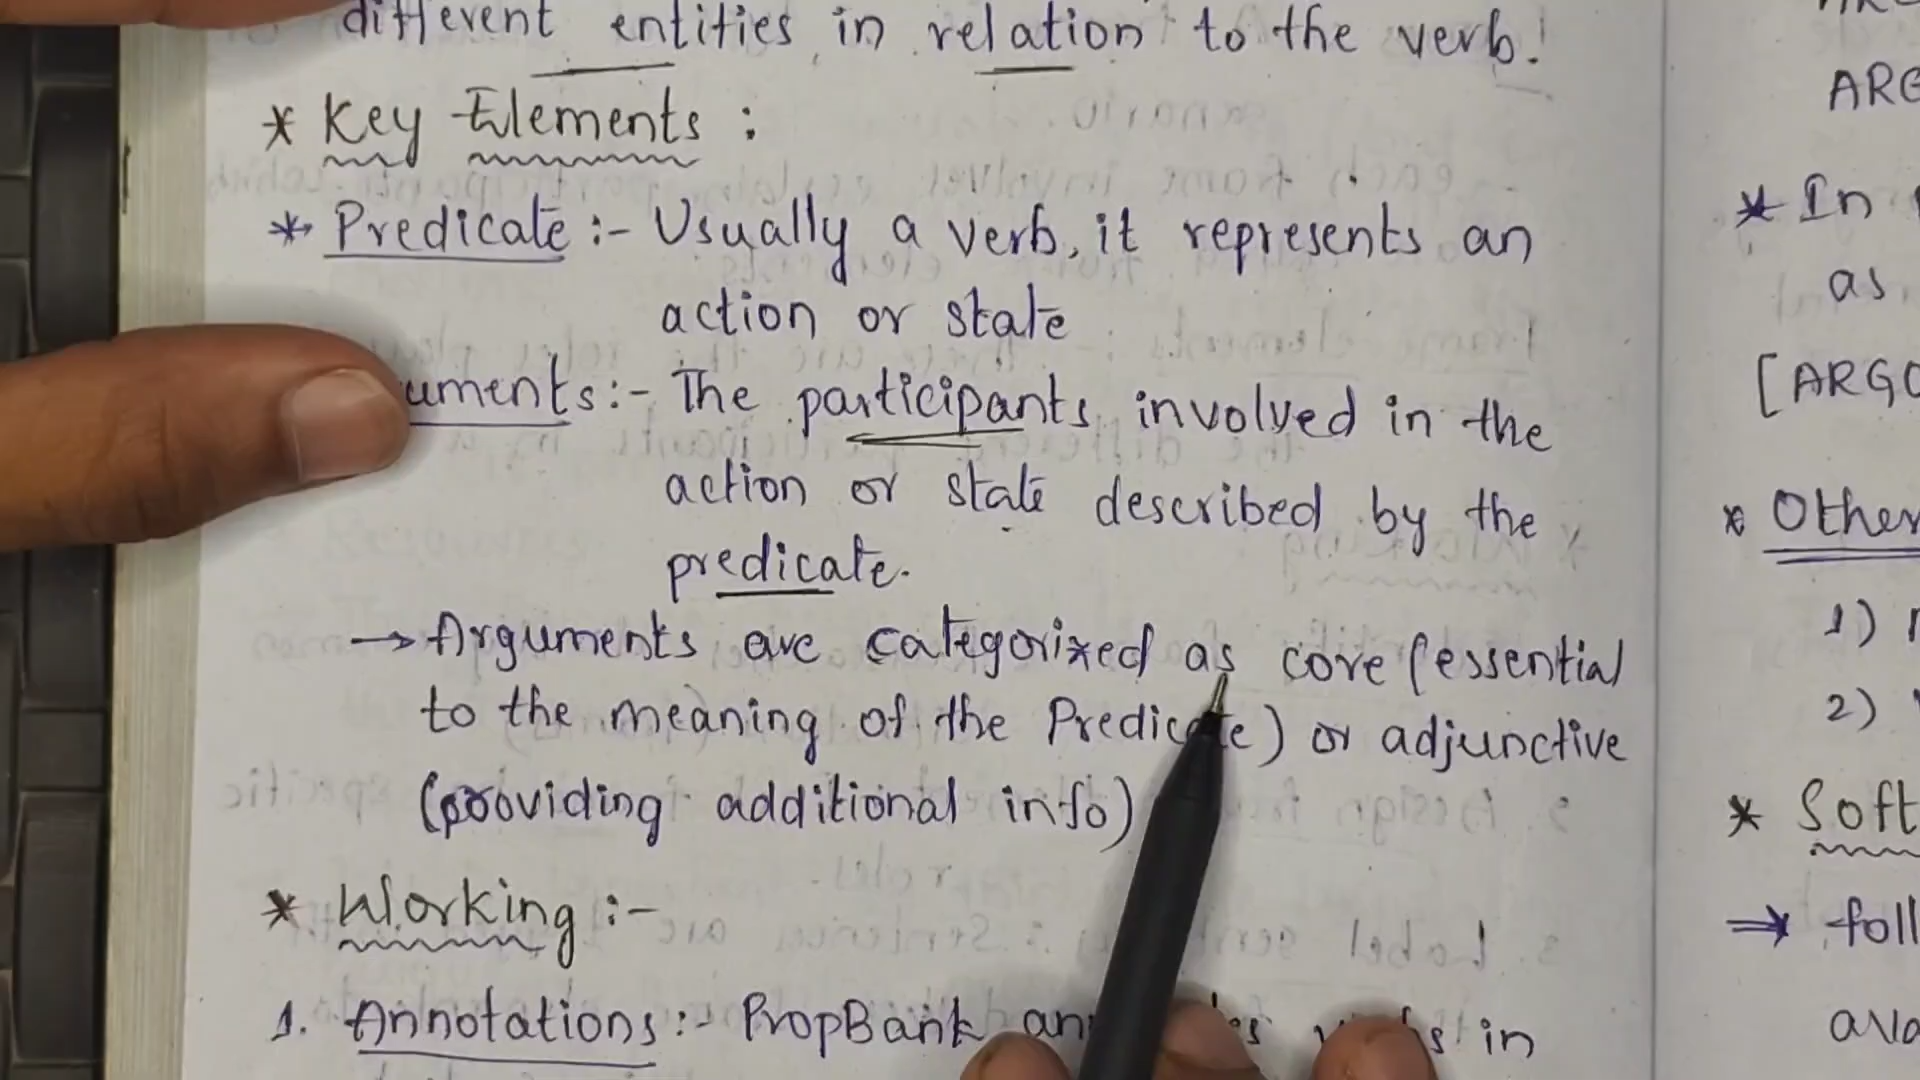 different entities in relation to the verb.
* Key Elements :
* Predicate :- Usually a verb, it represents an
action or state
uments :- The participants involved in the
action or state described by the
predicate.
→ Arguments are categorized as core (essential
to the meaning of the Predicate) or adjunctive
(providing additional info)
* Working :-
1. Annotations :- PropBank in
ARG
* In
as
[ARG0
* Other
1)
2)
* Soft
⇒ foll
ava